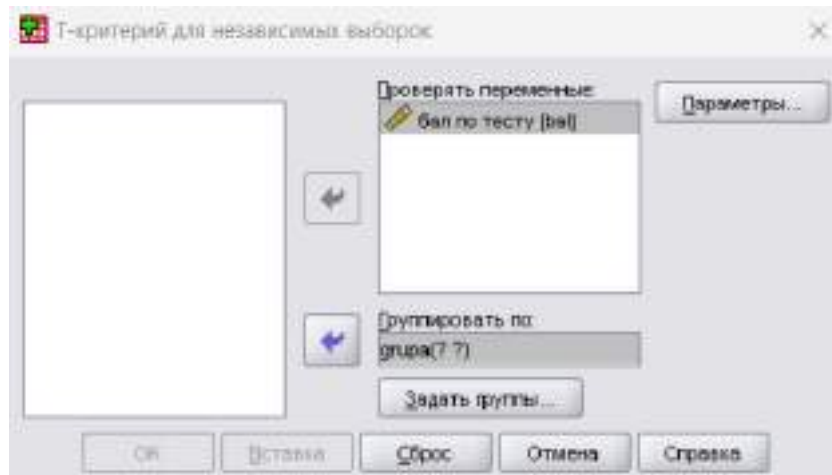 Т-критерий для независимых выборок
Проверять переменные:
бал по тесту [bal]
Параметры...
Группировать по:
grupa(? ?)
Задать группы...
ОК
Вставка
Сброс
Отмена
Справка